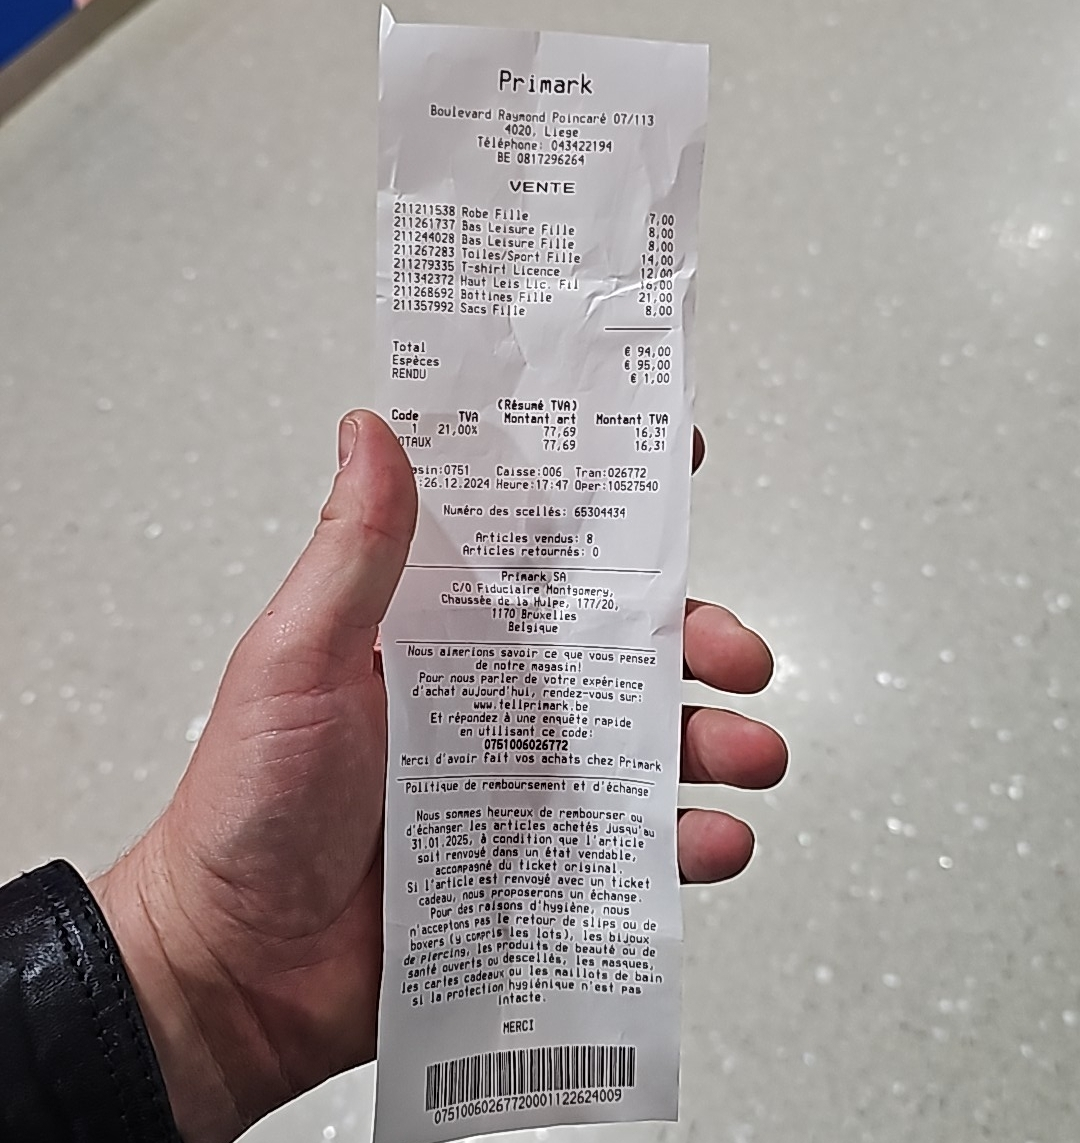 Primark
Boulevard Raymond Poincaré 07/113
4020, Liege
Téléphone: 043422194
BE 0817296264
VENTE
211211538 Robe Fille 7,00
211261737 Bas Leisure Fille 8,00
211244028 Bas Leisure Fille 8,00
211267283 Toiles/Sport Fille 14,00
211279335 T-shirt Licence 12,00
211342372 Haut Leis Lic. Fil 16,00
211268692 Bottines Fille 21,00
211357992 Sacs Fille 8,00
Total € 94,00
Espèces € 95,00
RENDU € 1,00
(Résumé TVA)
Code TVA Montant art Montant TVA
1 21,00% 77,69 16,31
OTAUX 77,69 16,31
asin:0751 Caisse:006 Tran:026772
:26.12.2024 Heure:17:47 Oper:10527540
Numéro des scellés: 65304434
Articles vendus: 8
Articles retournés: 0
Primark SA
C/O Fiduciaire Montgomery,
Chaussée de la Hulpe, 177/20,
1170 Bruxelles
Belgique
Nous aimerions savoir ce que vous pensez
de notre magasin!
Pour nous parler de votre expérience
d'achat aujourd'hui, rendez-vous sur:
www.tellprimark.be
Et répondez à une enquête rapide
en utilisant ce code:
0751006026772
Merci d'avoir fait vos achats chez Primark
Politique de remboursement et d'échange
Nous sommes heureux de rembourser ou
d'échanger les articles achetés jusqu'au
31.01.2025, à condition que l'article
soit renvoyé dans un état vendable,
accompagné du ticket original.
Si l'article est renvoyé avec un ticket
cadeau, nous proposerons un échange.
Pour des raisons d'hygiène, nous
n'acceptons pas le retour de slips ou de
boxers (y compris les lots), les bijoux
de piercing, les produits de beauté ou de
santé ouverts ou descellés, les masques,
les cartes cadeaux ou les maillots de bain
si la protection hygiénique n'est pas
intacte.
MERCI
07510060267720001122624009